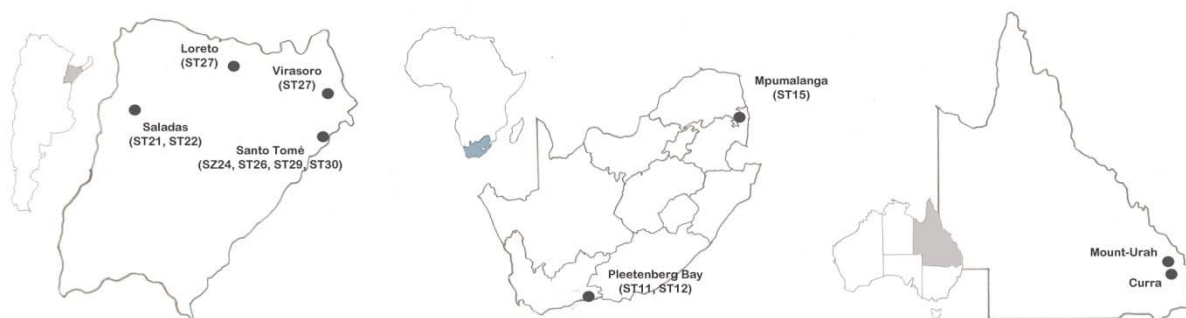 Loreto
(ST27)
Virasoro
(ST27)
Saladas
(ST21, ST22)
Santo Tomé
(SZ24, ST26, ST29, ST30)
Mpumalanga
(ST15)
Pleetenberg Bay
(ST11, ST12)
Mount-Urah
Curra